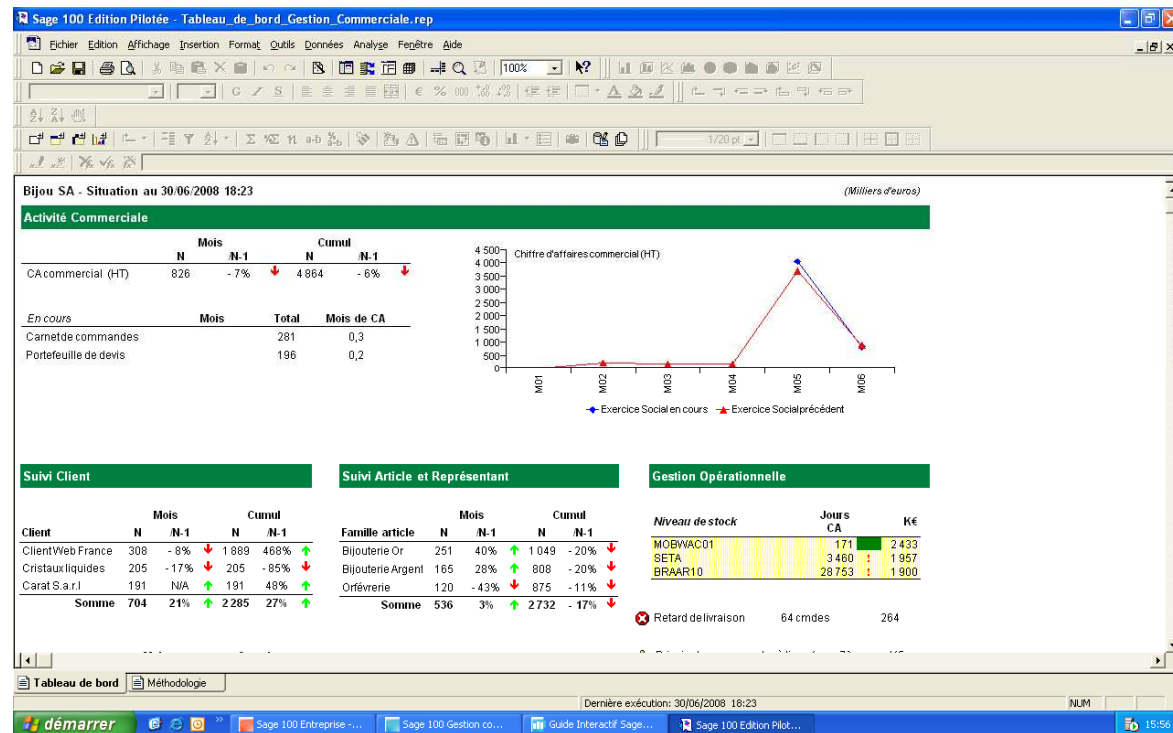 Sage 100 Edition Pilotée - Tableau_de_bord_Gestion_Commerciale.rep
Fichier Edition Affichage Insertion Format Outils Données Analyse Fenêtre Aide
100%
G I S € % 000
1/20 pt
Bijou SA - Situation au 30/06/2008 18:23 (Milliers d'euros)
Activité Commerciale
Mois Cumul
N /N-1 N /N-1
CA commercial (HT) 826 - 7% 4 864 - 6%
En cours Mois Total Mois de CA
Carnet de commandes 281 0,3
Portefeuille de devis 196 0,2
Chiffre d'affaires commercial (HT)
4 500
4 000
3 500
3 000
2 500
2 000
1 500
1 000
500
0
M01 M02 M03 M04 M05 M06
Exercice Social en cours Exercice Social précédent
Suivi Client
Mois Cumul
Client N /N-1 N /N-1
Client Web France 308 - 8% 1 889 468%
Cristaux liquides 205 - 17% 205 - 85%
Carat S.a.r.l 191 N/A 191 48%
Somme 704 21% 2 285 27%
Suivi Article et Représentant
Mois Cumul
Famille article N /N-1 N /N-1
Bijouterie Or 251 40% 1 049 - 20%
Bijouterie Argent 165 28% 808 - 20%
Orfévrerie 120 - 43% 875 - 11%
Somme 536 3% 2 732 - 17%
Gestion Opérationnelle
Niveau de stock Jours CA K€
MOBWAC01 171 2 433
SETA 3 460 ! 1 957
BRAAR10 28 753 ! 1 900
Retard de livraison 64 cmdes 264
Tableau de bord Méthodologie
Dernière exécution: 30/06/2008 18:23 NUM
démarrer Sage 100 Entreprise -... Sage 100 Gestion co... Guide Interactif Sage... Sage 100 Edition Pilot... 15:56